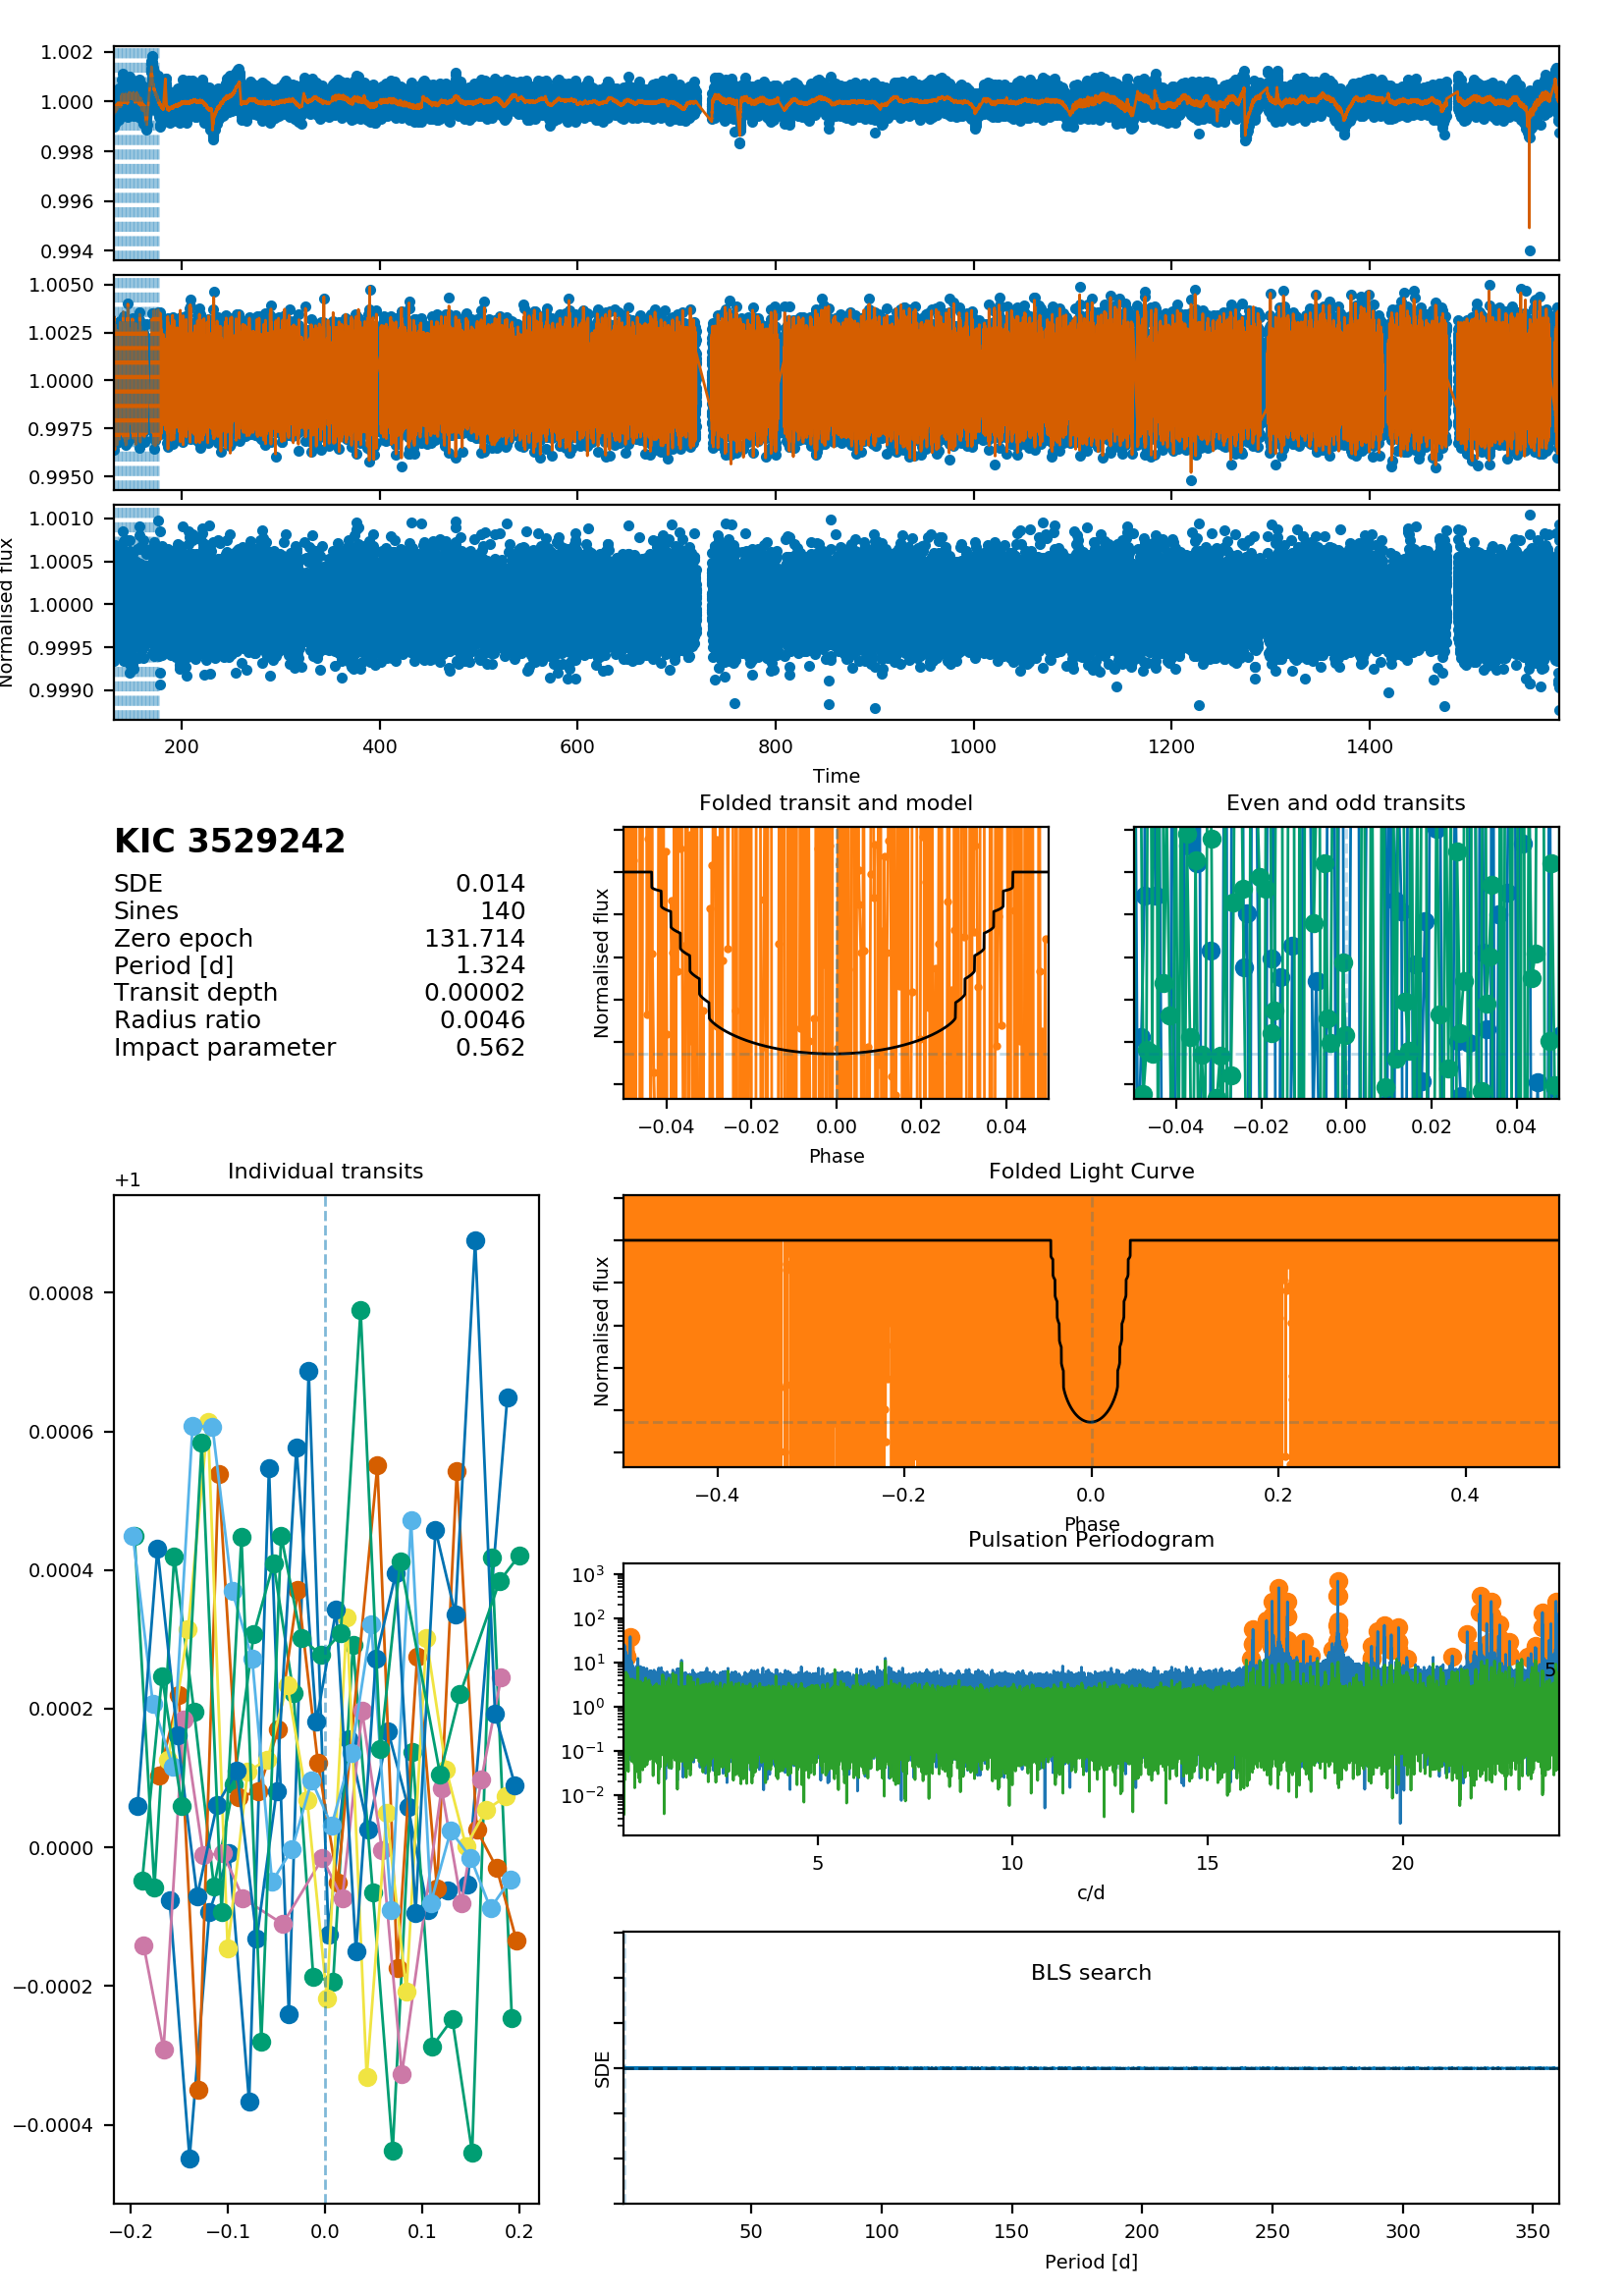 1.002
1.000
0.998
0.996
0.994
1.0050
1.0025
1.0000
0.9975
0.9950
1.0010
1.0005
1.0000
0.9995
0.9990
Normalised flux
200 400 600 800 1000 1200 1400
Time
KIC 3529242
SDE 0.014
Sines 140
Zero epoch 131.714
Period [d] 1.324
Transit depth 0.00002
Radius ratio 0.0046
Impact parameter 0.562
Folded transit and model
Normalised flux
−0.04 −0.02 0.00 0.02 0.04
Phase
Even and odd transits
−0.04 −0.02 0.00 0.02 0.04
Individual transits
+1
0.0008
0.0006
0.0004
0.0002
0.0000
−0.0002
−0.0004
−0.2 −0.1 0.0 0.1 0.2
Folded Light Curve
Normalised flux
−0.4 −0.2 0.0 0.2 0.4
Phase
Pulsation Periodogram
10³
10²
10¹
10⁰
10⁻¹
10⁻²
5
5 10 15 20
c/d
BLS search
SDE
50 100 150 200 250 300 350
Period [d]